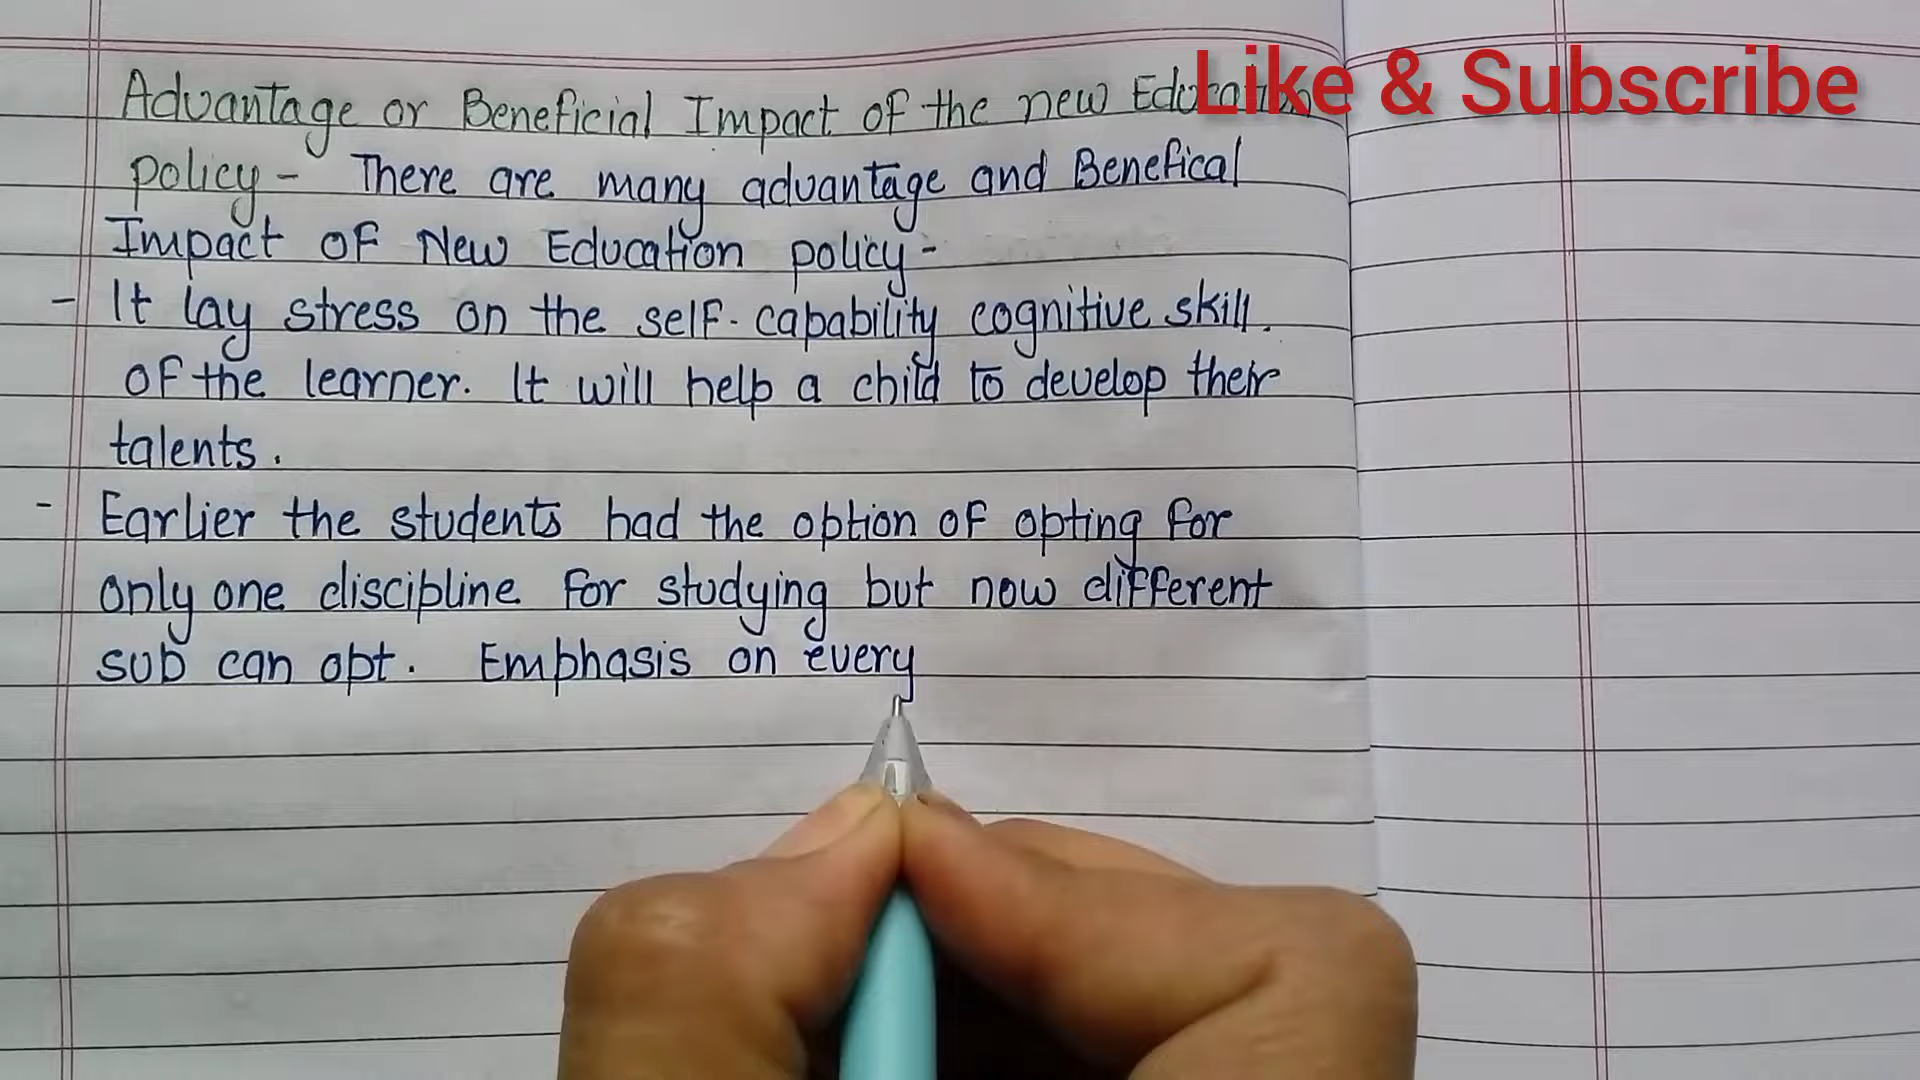 Like & Subscribe
Advantage or Beneficial Impact of the new Education
policy - There are many advantage and Benefical
Impact of New Education policy -
- It lay stress on the self-capability cognitive skill.
of the learner. It will help a child to develop their
talents.
- Earlier the students had the option of opting for
only one discipline for studying but now different
sub can opt. Emphasis on every